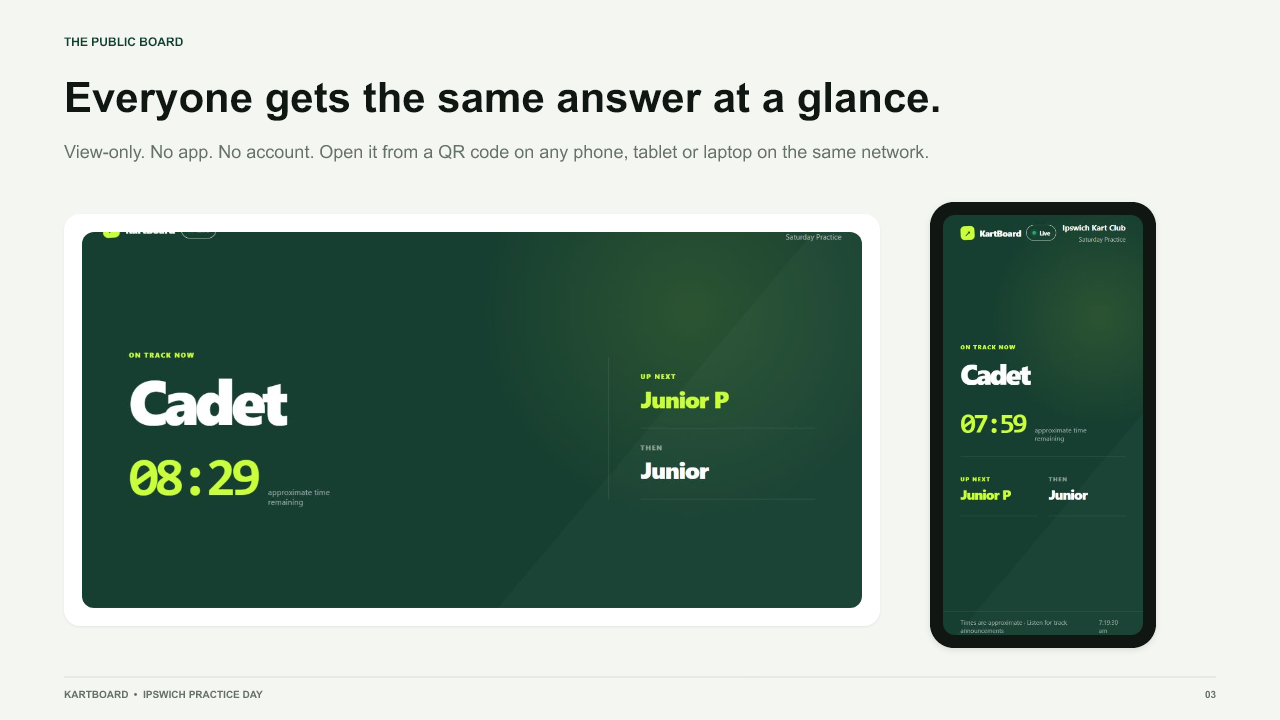 THE PUBLIC BOARD
Everyone gets the same answer at a glance.
View-only. No app. No account. Open it from a QR code on any phone, tablet or laptop on the same network.
Saturday Practice
ON TRACK NOW
Cadet
08:29
approximate time
remaining
UP NEXT
Junior P
THEN
Junior
KartBoard
Live
Ipswich Kart Club
Saturday Practice
ON TRACK NOW
Cadet
07:59
approximate time
remaining
UP NEXT
Junior P
THEN
Junior
Times are approximate · Listen for track
announcements
7:19:30
am
KARTBOARD • IPSWICH PRACTICE DAY
03